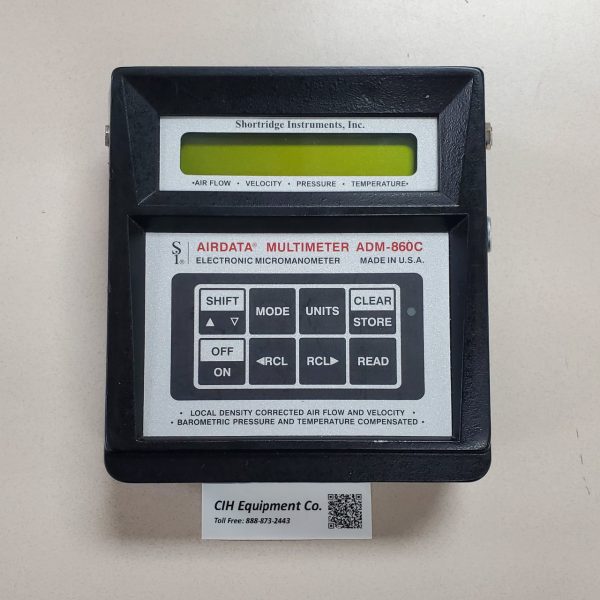 Shortridge Instruments, Inc.
•AIR FLOW • VELOCITY • PRESSURE • TEMPERATURE•
SI® AIRDATA® MULTIMETER ADM-860C
ELECTRONIC MICROMANOMETER MADE IN U.S.A.
SHIFT MODE UNITS CLEAR
▲ ▽ STORE
OFF ◀RCL RCL▶ READ
ON
• LOCAL DENSITY CORRECTED AIR FLOW AND VELOCITY •
• BAROMETRIC PRESSURE AND TEMPERATURE COMPENSATED •
CIH Equipment Co.
Toll Free: 888-873-2443